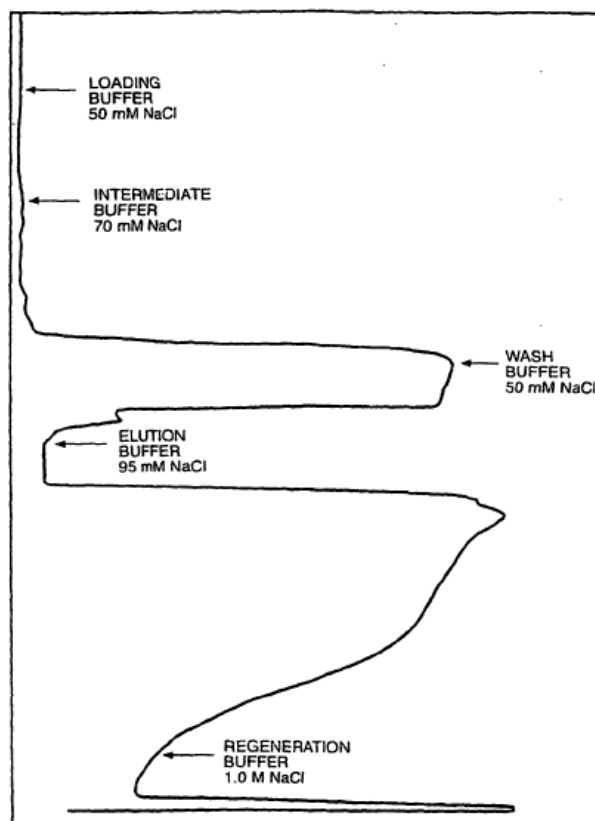 LOADING
BUFFER
50 mM NaCl
INTERMEDIATE
BUFFER
70 mM NaCl
WASH
BUFFER
50 mM NaCl
ELUTION
BUFFER
95 mM NaCl
REGENERATION
BUFFER
1.0 M NaCl